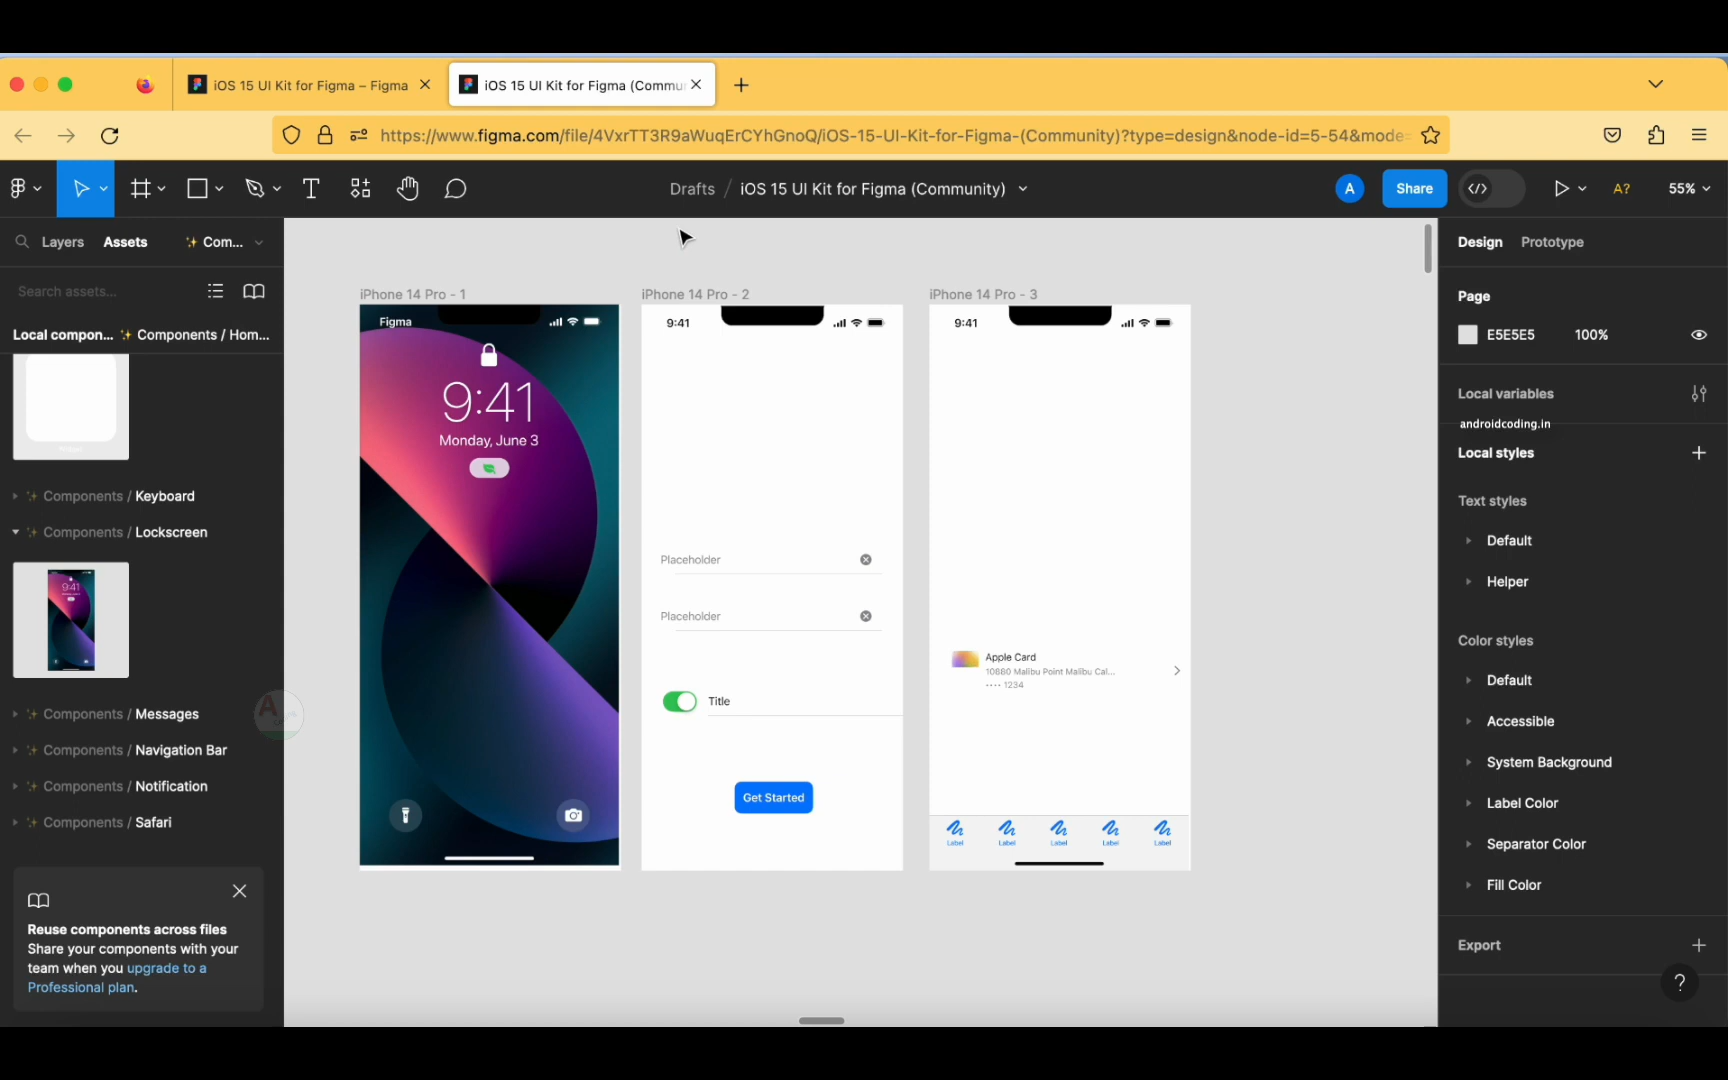 iOS 15 UI Kit for Figma – Figma
iOS 15 UI Kit for Figma (Commu
https://www.figma.com/file/4VxrTT3R9aWuqErCYhGnoQ/iOS-15-UI-Kit-for-Figma-(Community)?type=design&node-id=5-54&mode=
Drafts / iOS 15 UI Kit for Figma (Community)
A
Share
A?
55%
Layers
Assets
Com...
Search assets...
Local compon...
Components / Hom...
Components / Keyboard
Components / Lockscreen
9:41
Components / Messages
Components / Navigation Bar
Components / Notification
Components / Safari
Reuse components across files
Share your components with your
team when you upgrade to a
Professional plan.
iPhone 14 Pro - 1
Figma
9:41
Monday, June 3
iPhone 14 Pro - 2
9:41
Placeholder
Placeholder
Title
Get Started
iPhone 14 Pro - 3
9:41
Apple Card
10880 Malibu Point Malibu Cal...
···· 1234
Label
Label
Label
Label
Label
Design
Prototype
Page
E5E5E5
100%
Local variables
androidcoding.in
Local styles
Text styles
Default
Helper
Color styles
Default
Accessible
System Background
Label Color
Separator Color
Fill Color
Export
?